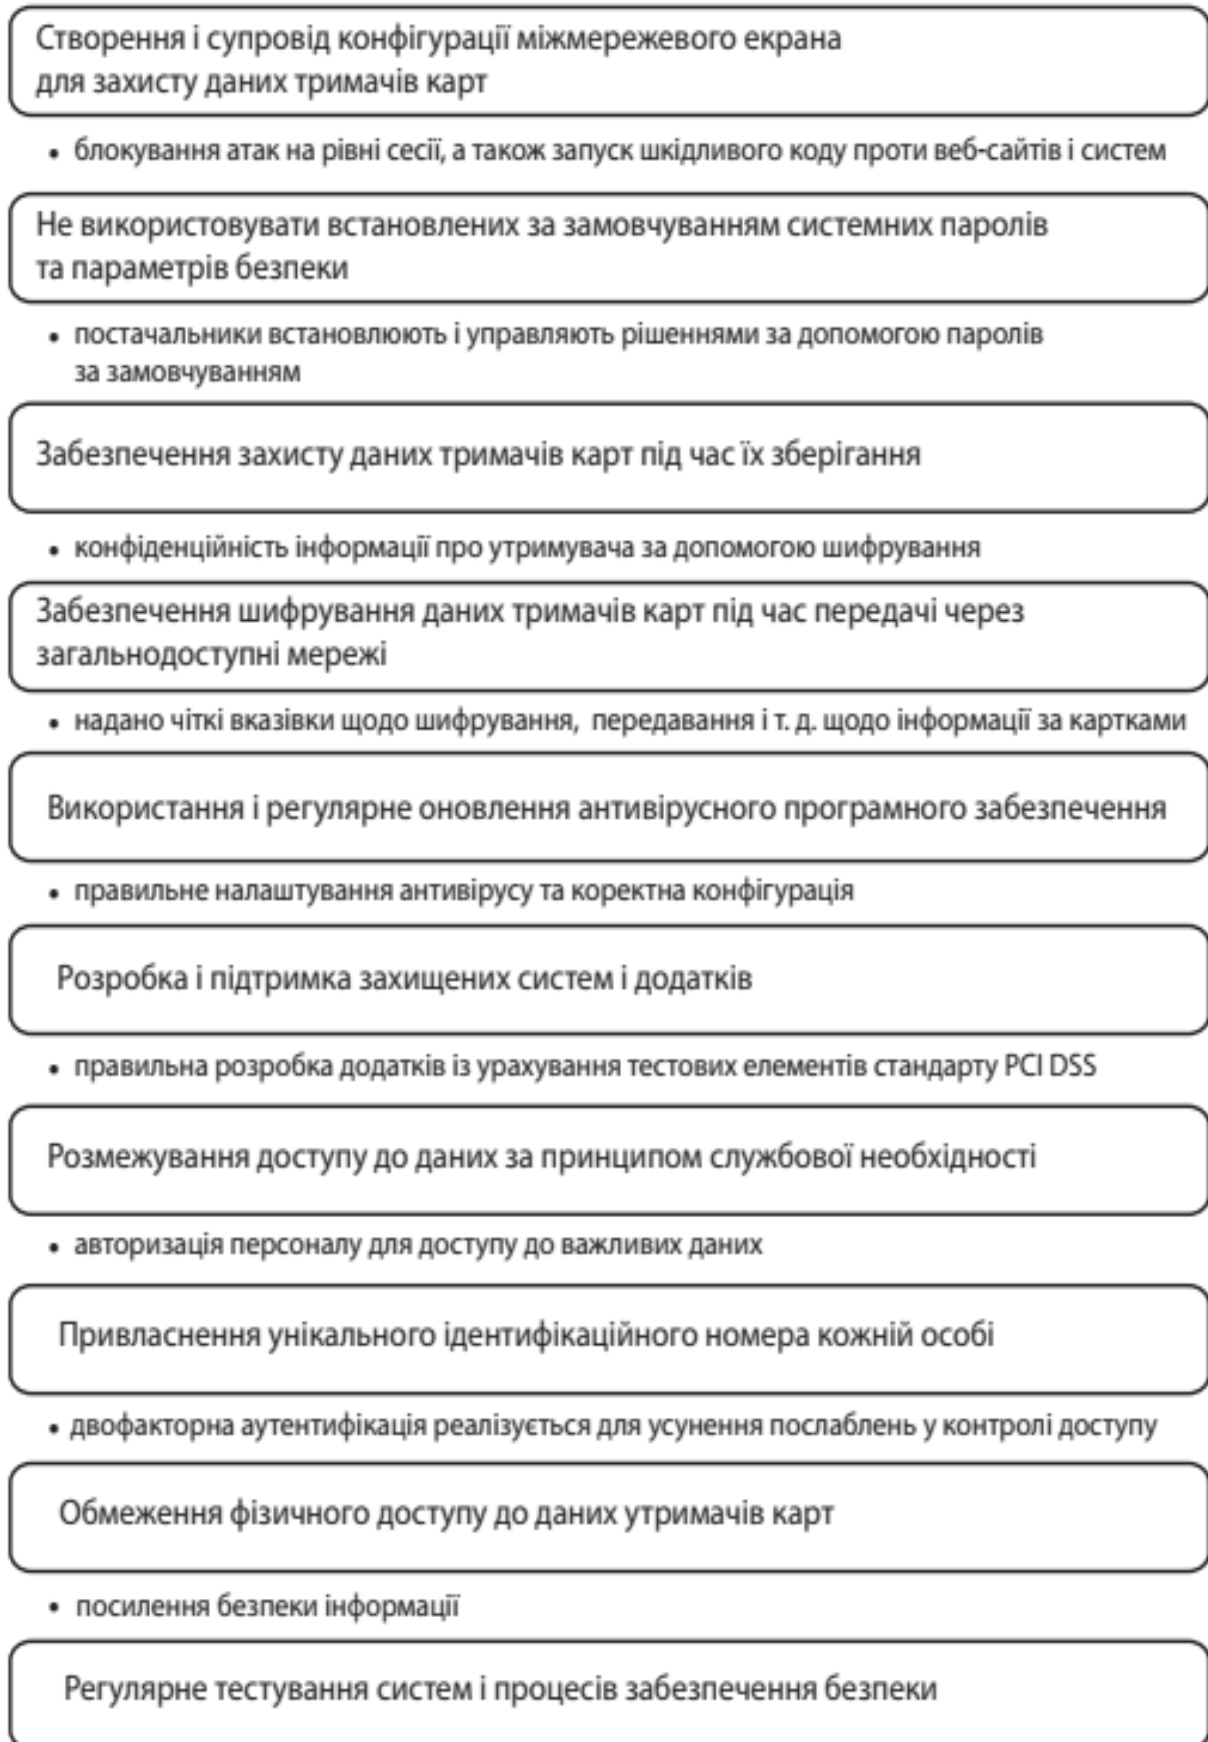 Створення і супровід конфігурації міжмережевого екрана
для захисту даних тримачів карт
• блокування атак на рівні сесії, а також запуск шкідливого коду проти веб-сайтів і систем
Не використовувати встановлених за замовчуванням системних паролів
та параметрів безпеки
• постачальники встановлюють і управляють рішеннями за допомогою паролів
за замовчуванням
Забезпечення захисту даних тримачів карт під час їх зберігання
• конфіденційність інформації про утримувача за допомогою шифрування
Забезпечення шифрування даних тримачів карт під час передачі через
загальнодоступні мережі
• надано чіткі вказівки щодо шифрування, передавання і т. д. щодо інформації за картками
Використання і регулярне оновлення антивірусного програмного забезпечення
• правильне налаштування антивірусу та коректна конфігурація
Розробка і підтримка захищених систем і додатків
• правильна розробка додатків із урахування тестових елементів стандарту PCI DSS
Розмежування доступу до даних за принципом службової необхідності
• авторизація персоналу для доступу до важливих даних
Привласнення унікального ідентифікаційного номера кожній особі
• двофакторна аутентифікація реалізується для усунення послаблень у контролі доступу
Обмеження фізичного доступу до даних утримачів карт
• посилення безпеки інформації
Регулярне тестування систем і процесів забезпечення безпеки